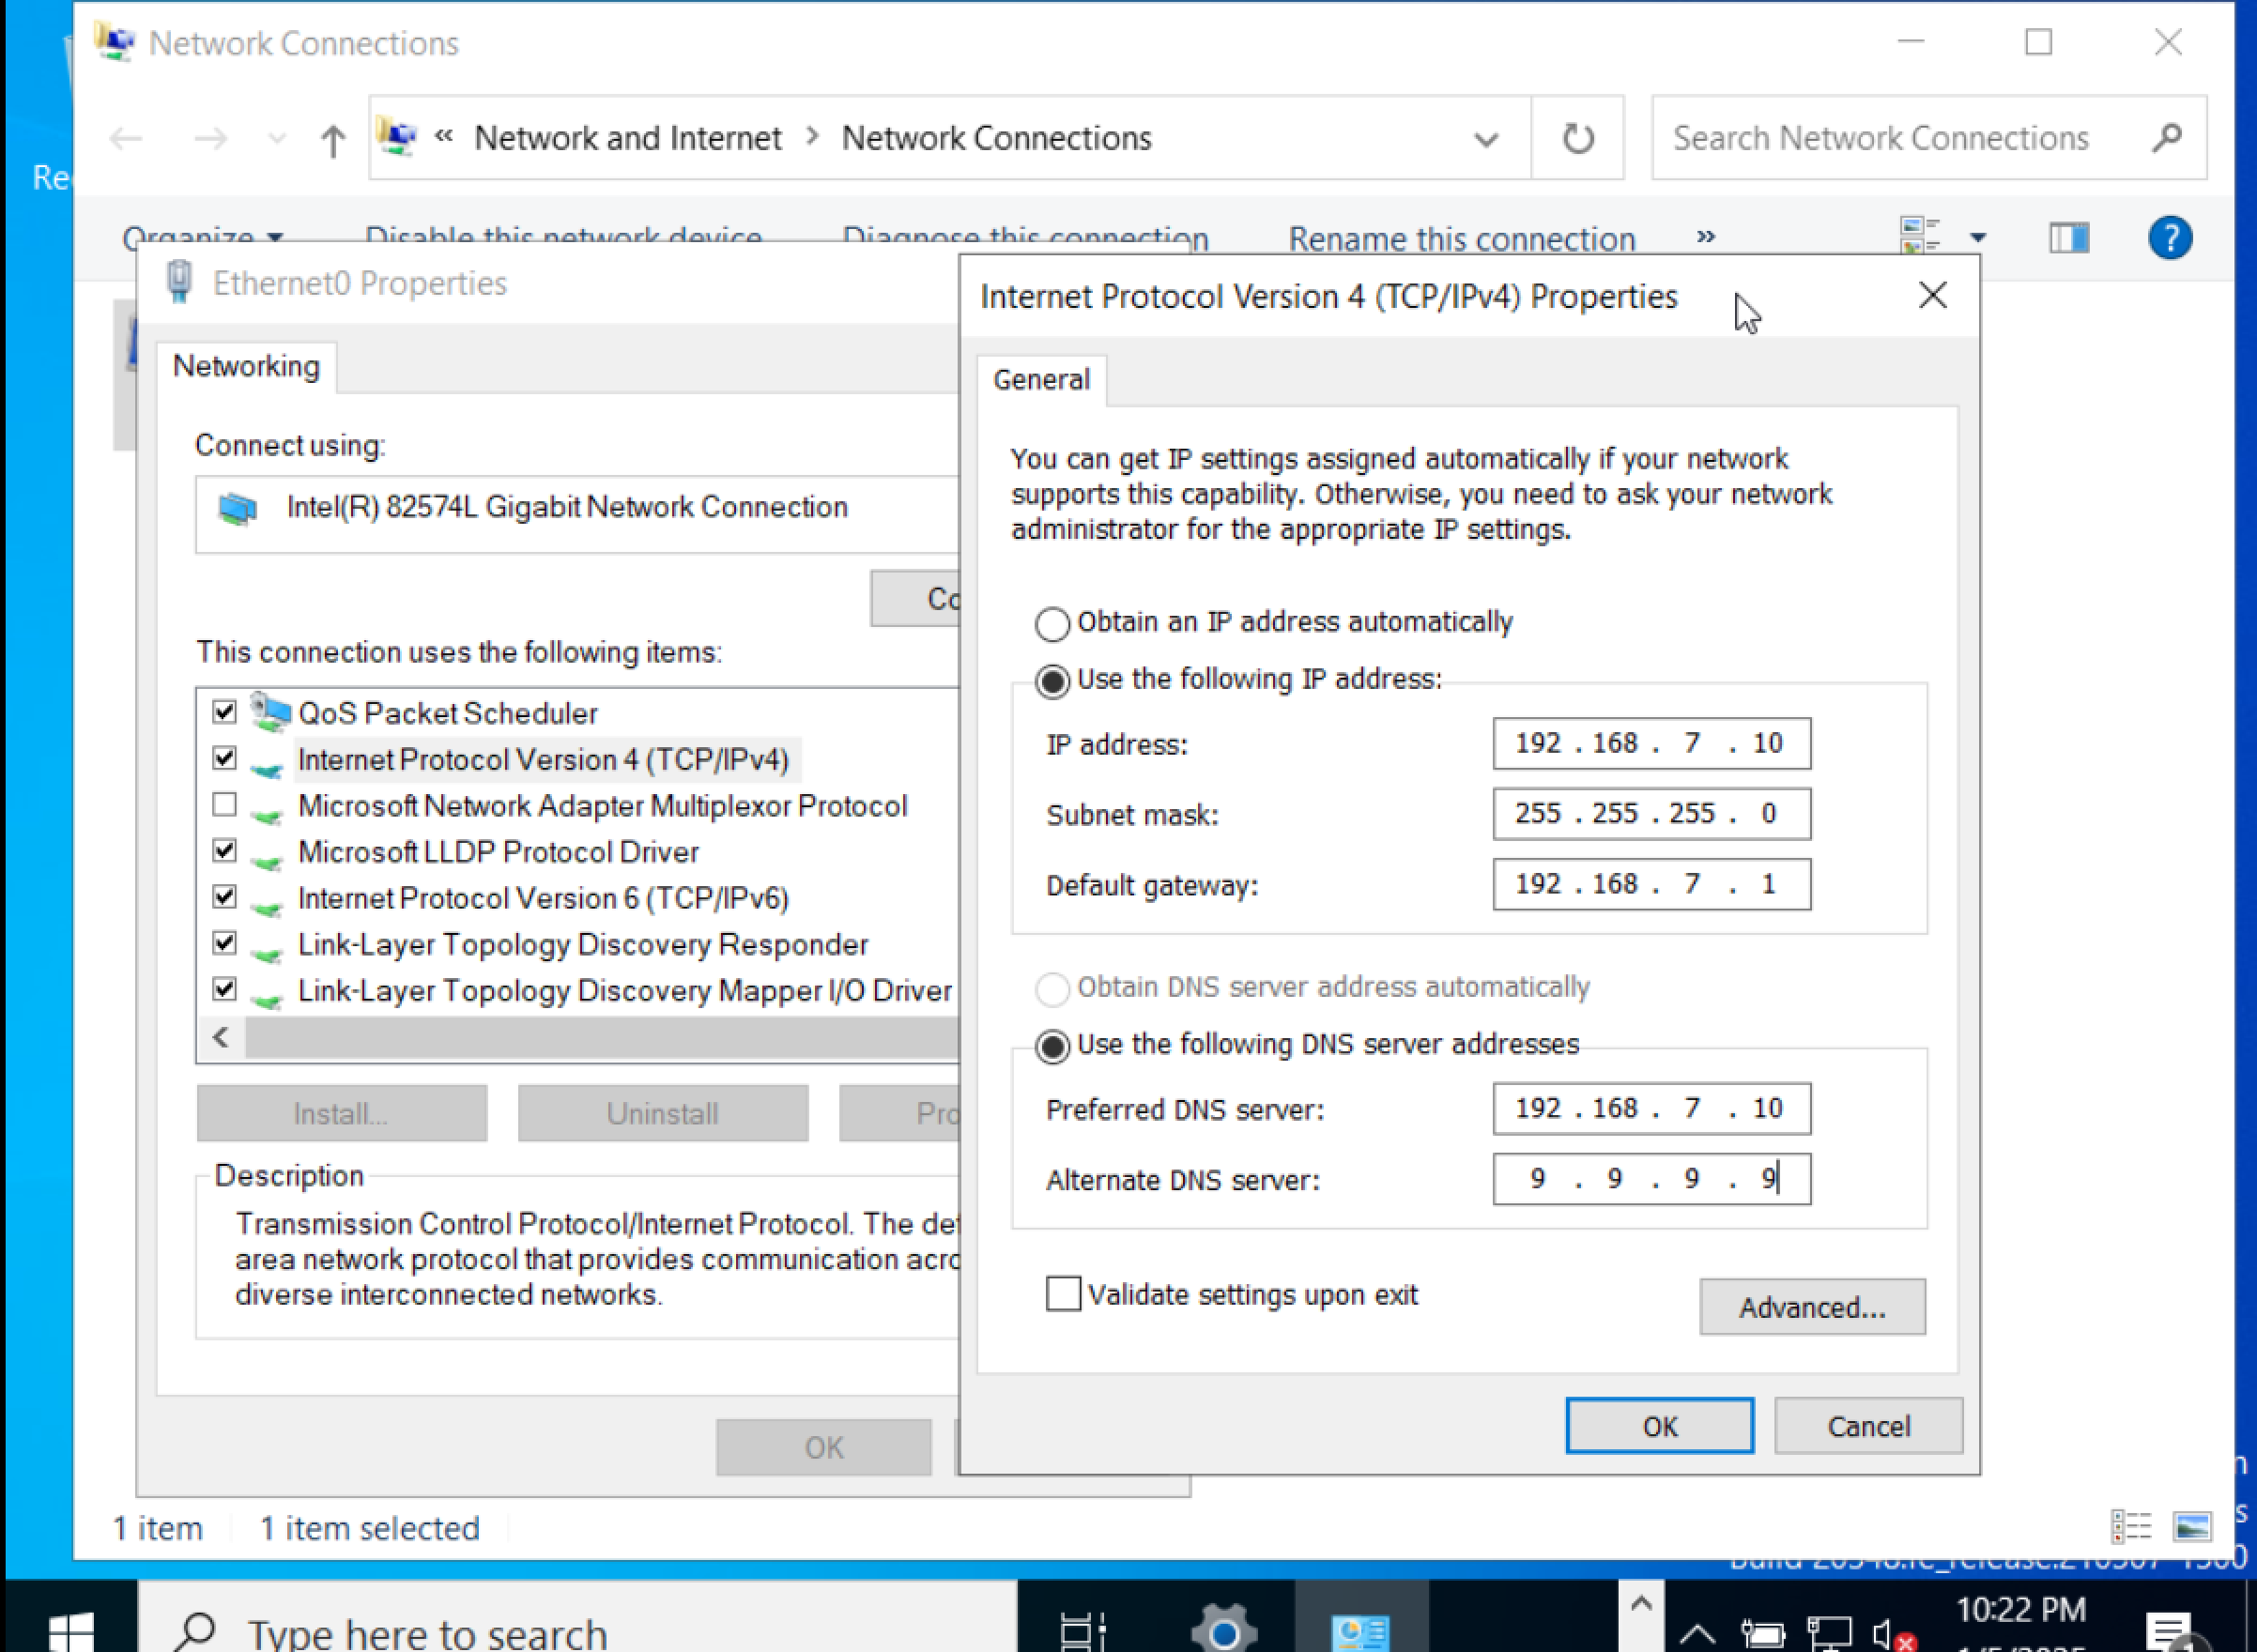 Network Connections
« Network and Internet > Network Connections
Search Network Connections
Organize
Disable this network device
Diagnose this connection
Rename this connection
»
Ethernet0 Properties
Networking
Connect using:
Intel(R) 82574L Gigabit Network Connection
This connection uses the following items:
QoS Packet Scheduler
Internet Protocol Version 4 (TCP/IPv4)
Microsoft Network Adapter Multiplexor Protocol
Microsoft LLDP Protocol Driver
Internet Protocol Version 6 (TCP/IPv6)
Link-Layer Topology Discovery Responder
Link-Layer Topology Discovery Mapper I/O Driver
Install...
Uninstall
Description
Transmission Control Protocol/Internet Protocol. The
area network protocol that provides communication
diverse interconnected networks.
OK
Internet Protocol Version 4 (TCP/IPv4) Properties
General
You can get IP settings assigned automatically if your network
supports this capability. Otherwise, you need to ask your network
administrator for the appropriate IP settings.
Obtain an IP address automatically
Use the following IP address:
IP address: 192 . 168 . 7 . 10
Subnet mask: 255 . 255 . 255 . 0
Default gateway: 192 . 168 . 7 . 1
Obtain DNS server address automatically
Use the following DNS server addresses
Preferred DNS server: 192 . 168 . 7 . 10
Alternate DNS server: 9 . 9 . 9 . 9
Validate settings upon exit
Advanced...
OK
Cancel
1 item
1 item selected
Type here to search
10:22 PM
1/5/2025